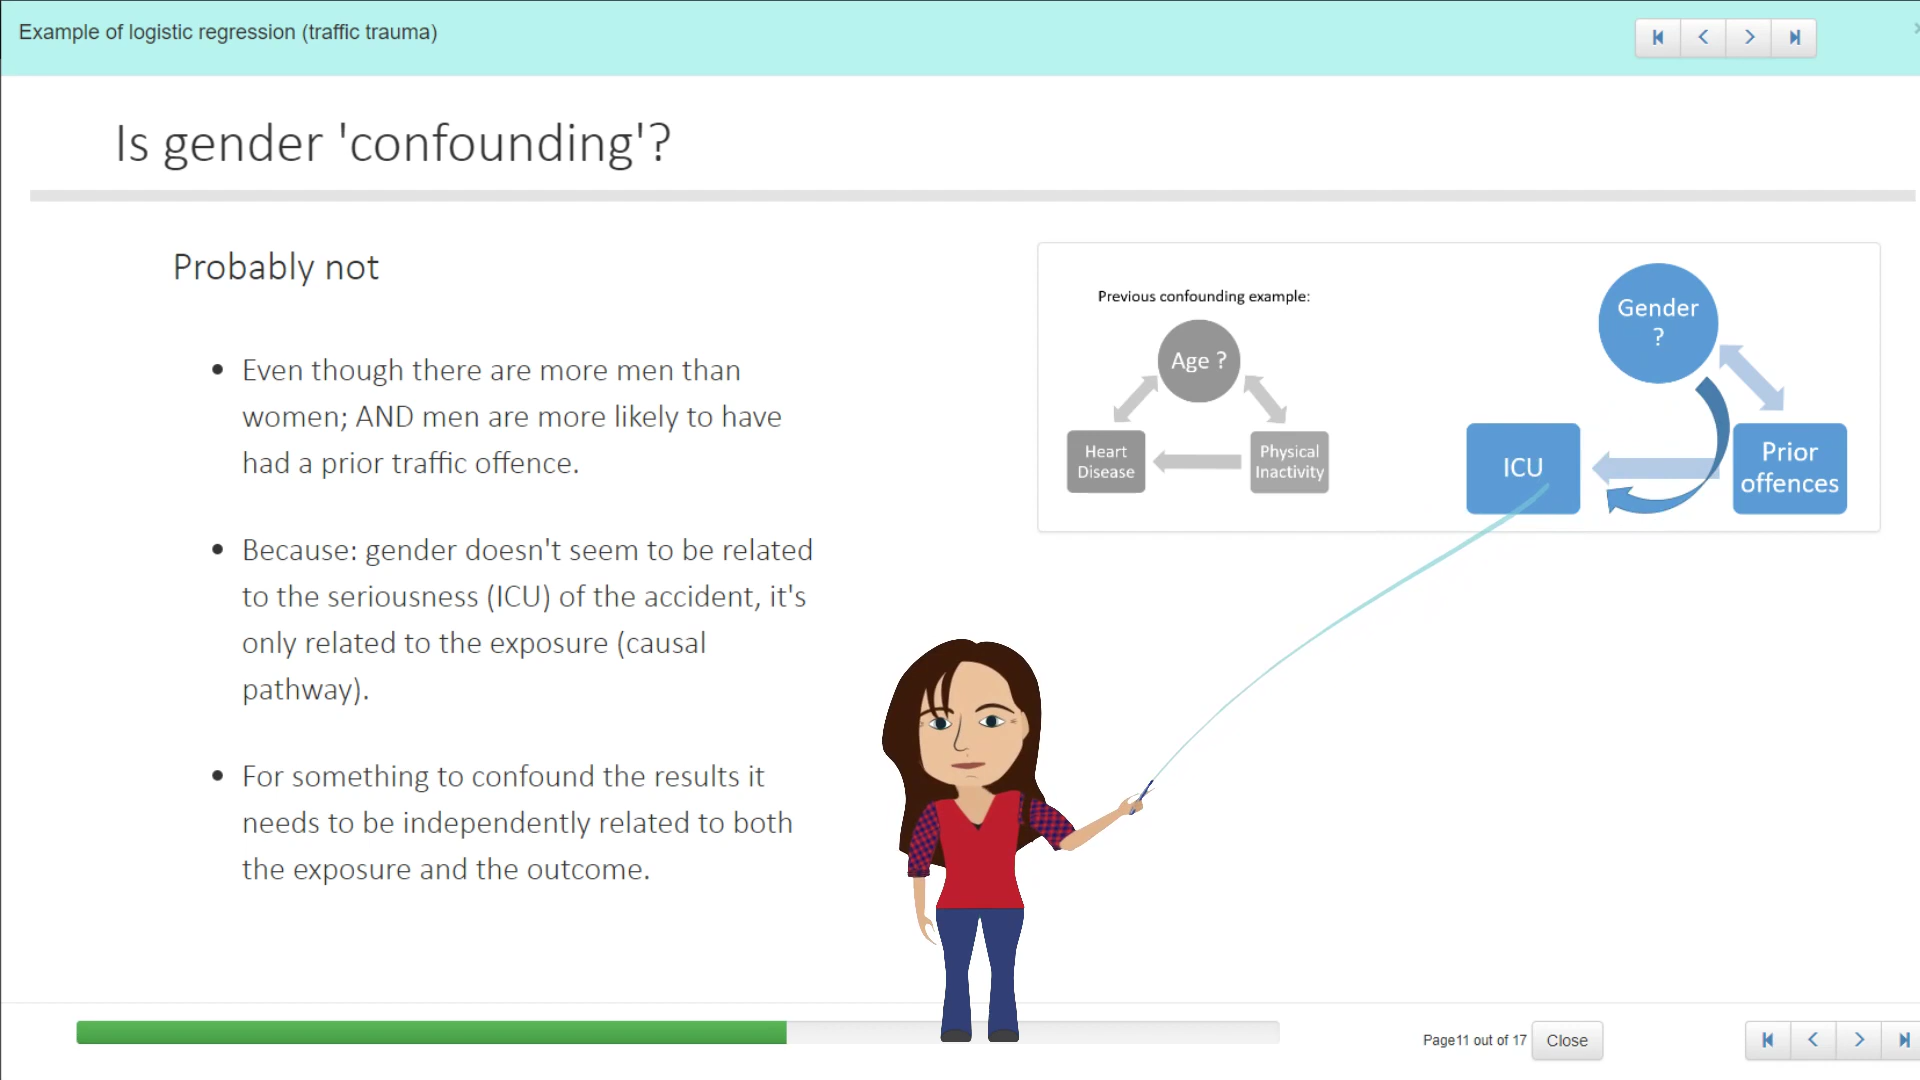 Example of logistic regression (traffic trauma)
Is gender 'confounding'?
Probably not
• Even though there are more men than
women; AND men are more likely to have
had a prior traffic offence.
• Because: gender doesn't seem to be related
to the seriousness (ICU) of the accident, it's
only related to the exposure (causal
pathway).
• For something to confound the results it
needs to be independently related to both
the exposure and the outcome.
Previous confounding example:
Age ?
Heart
Disease
Physical
Inactivity
Gender
?
ICU
Prior
offences
Page11 out of 17
Close